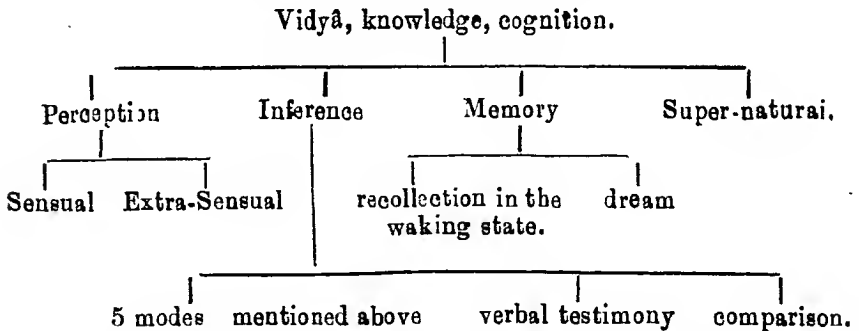 Vidyâ, knowledge, cognition.
Perception Inference Memory Super-naturai.
Sensual Extra-Sensual recollection in the dream
waking state.
5 modes mentioned above verbal testimony comparison.